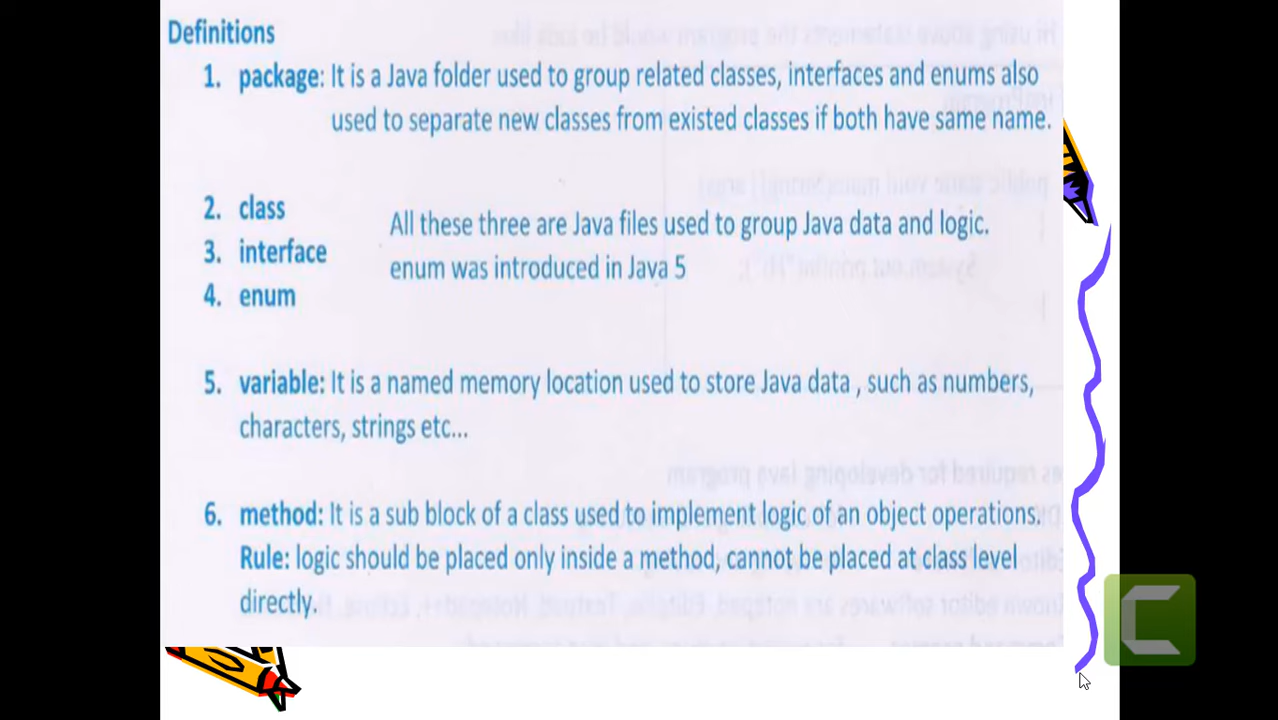 Definitions
1. package: It is a Java folder used to group related classes, interfaces and enums also
used to separate new classes from existed classes if both have same name.
2. class
3. interface
4. enum
All these three are Java files used to group Java data and logic.
enum was introduced in Java 5
5. variable: It is a named memory location used to store Java data , such as numbers,
characters, strings etc...
6. method: It is a sub block of a class used to implement logic of an object operations.
Rule: logic should be placed only inside a method, cannot be placed at class level
directly.